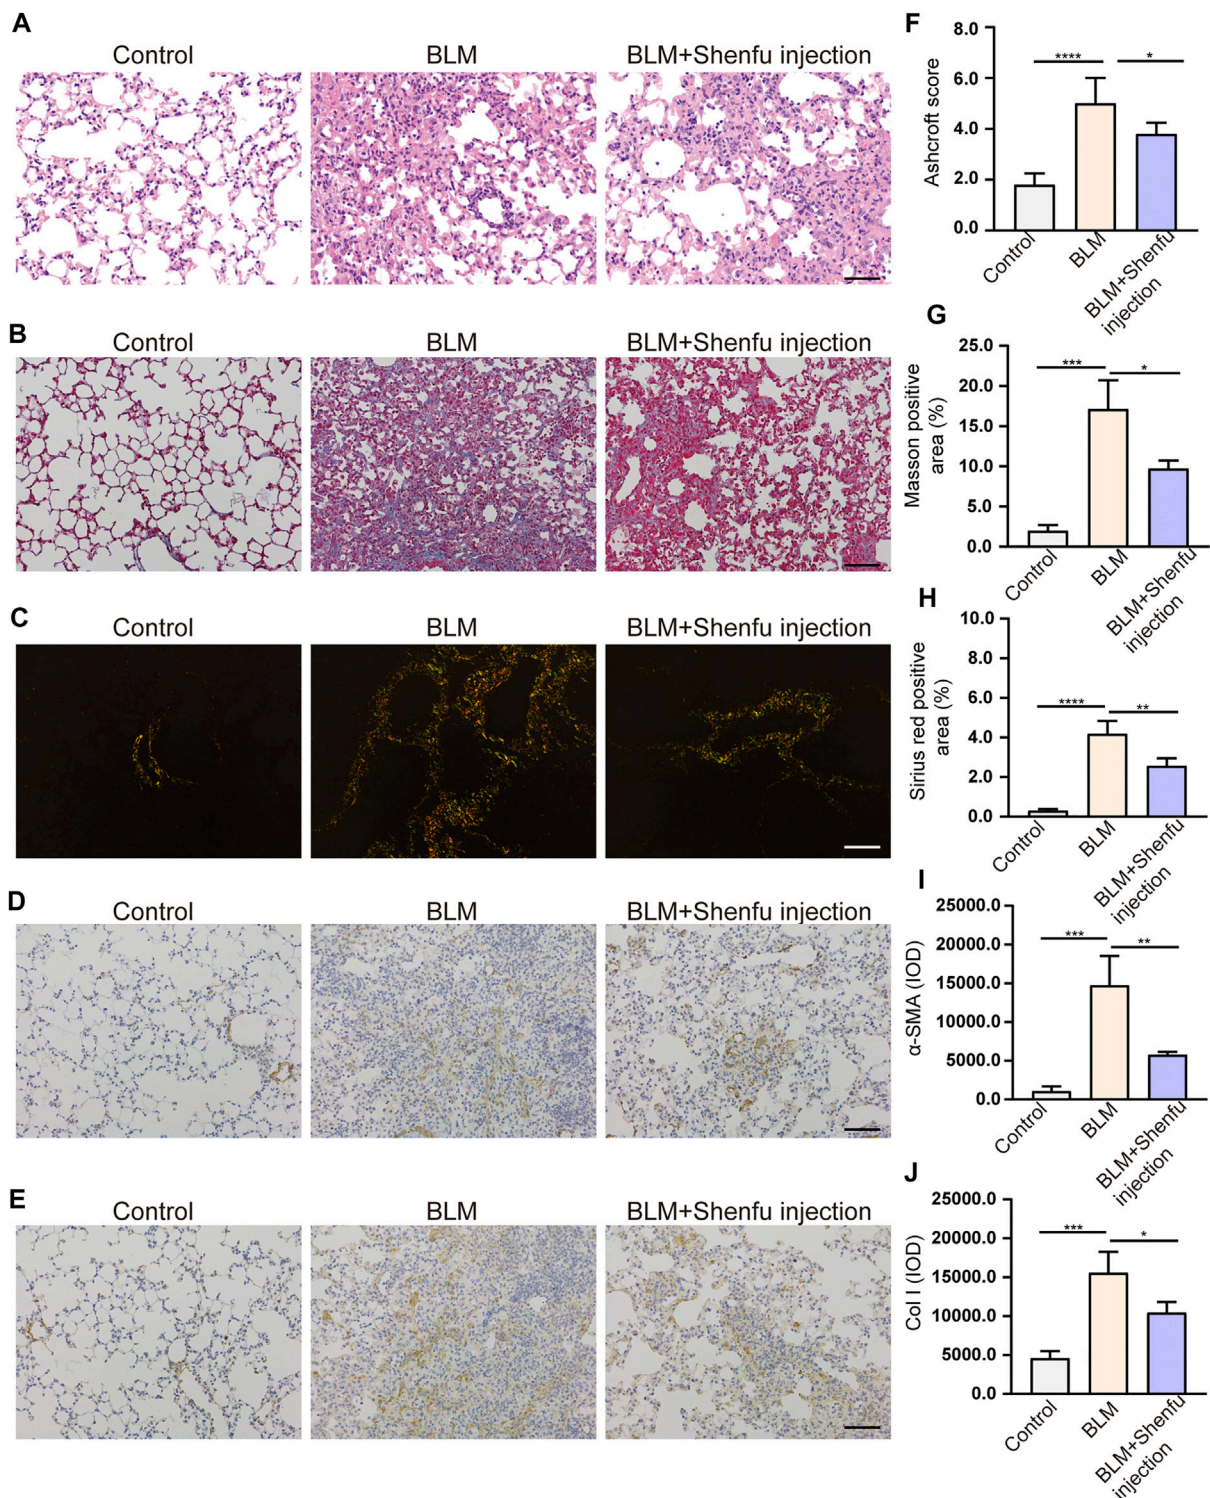 A
Control
BLM
BLM+Shenfu injection
B
Control
BLM
BLM+Shenfu injection
C
Control
BLM
BLM+Shenfu injection
D
Control
BLM
BLM+Shenfu injection
E
Control
BLM
BLM+Shenfu injection
F
Ashcroft score
8.0
6.0
4.0
2.0
0.0
****
*
Control
BLM
BLM+Shenfu
injection
G
Masson positive
area (%)
25.0
20.0
15.0
10.0
5.0
0.0
***
*
Control
BLM
BLM+Shenfu
injection
H
Sirius red positive
area (%)
10.0
8.0
6.0
4.0
2.0
0.0
****
**
Control
BLM
BLM+Shenfu
injection
I
α-SMA (IOD)
25000.0
20000.0
15000.0
10000.0
5000.0
0.0
***
**
Control
BLM
BLM+Shenfu
injection
J
Col I (IOD)
25000.0
20000.0
15000.0
10000.0
5000.0
0.0
***
*
Control
BLM
BLM+Shenfu
injection